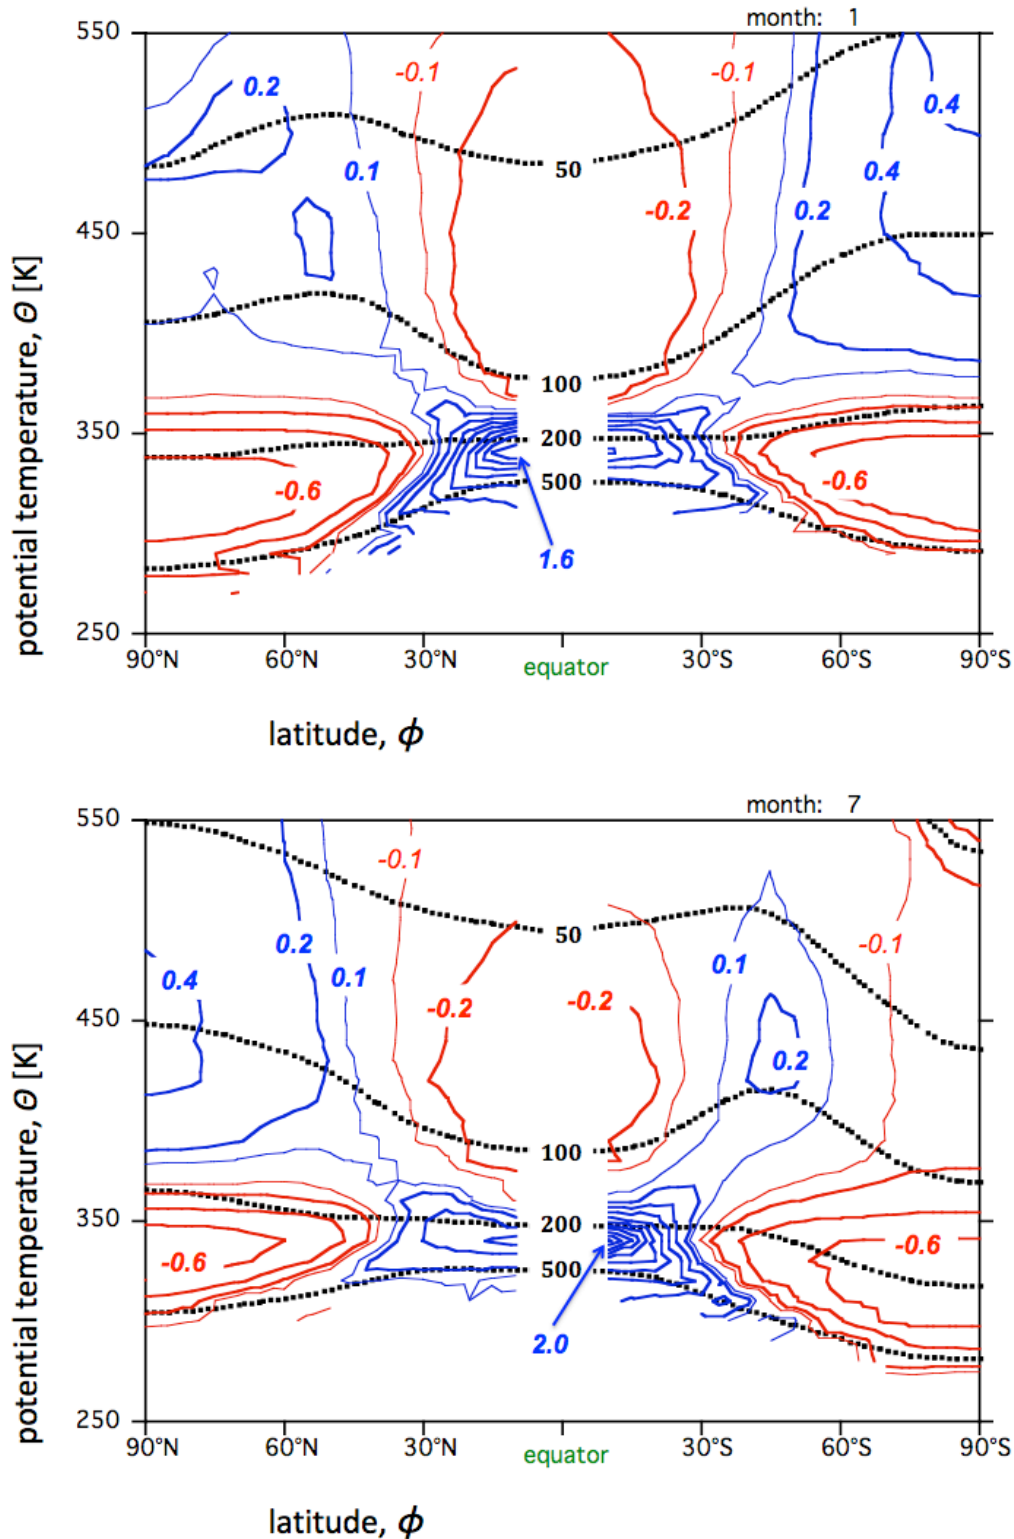 month: 1
550
450
350
250
potential temperature, Θ [K]
-0.1
-0.1
0.2
0.4
50
0.1
0.4
0.2
-0.2
100
200
500
-0.6
-0.6
1.6
90°N
60°N
30°N
equator
30°S
60°S
90°S
latitude, ϕ
month: 7
550
450
350
250
potential temperature, Θ [K]
-0.1
50
0.2
-0.1
0.4
0.1
0.1
-0.2
-0.2
0.2
100
200
-0.6
-0.6
500
2.0
90°N
60°N
30°N
equator
30°S
60°S
90°S
latitude, ϕ